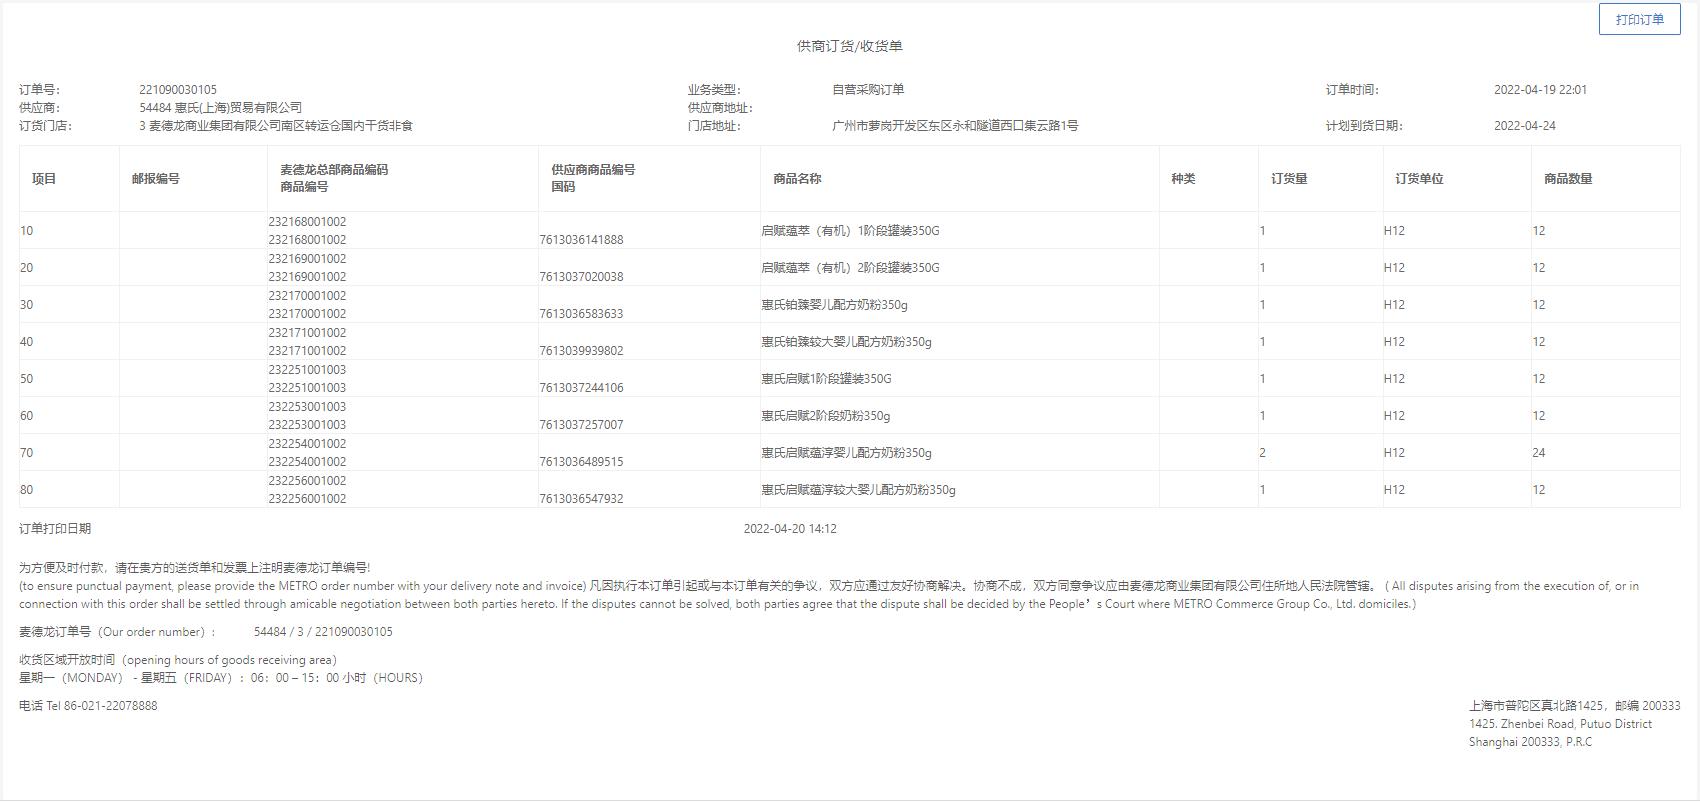 打印订单
供商订货/收货单
订单号： 221090030105 业务类型： 自营采购订单 订单时间： 2022-04-19 22:01
供应商： 54484 惠氏(上海)贸易有限公司 供应商地址：
订货门店： 3 麦德龙商业集团有限公司南区转运仓国内干货非食 门店地址： 广州市萝岗开发区东区永和隧道西口集云路1号 计划到货日期： 2022-04-24
项目 邮报编号 麦德龙总部商品编码 商品编号 供应商商品编号 国码 商品名称 种类 订货量 订货单位 商品数量
10 232168001002 232168001002 7613036141888 启赋蕴萃（有机）1阶段罐装350G 1 H12 12
20 232169001002 232169001002 7613037020038 启赋蕴萃（有机）2阶段罐装350G 1 H12 12
30 232170001002 232170001002 7613036583633 惠氏铂臻婴儿配方奶粉350g 1 H12 12
40 232171001002 232171001002 7613039939802 惠氏铂臻较大婴儿配方奶粉350g 1 H12 12
50 232251001003 232251001003 7613037244106 惠氏启赋1阶段罐装350G 1 H12 12
60 232253001003 232253001003 7613037257007 惠氏启赋2阶段奶粉350g 1 H12 12
70 232254001002 232254001002 7613036489515 惠氏启赋蕴淳婴儿配方奶粉350g 2 H12 24
80 232256001002 232256001002 7613036547932 惠氏启赋蕴淳较大婴儿配方奶粉350g 1 H12 12
订单打印日期 2022-04-20 14:12
为方便及时付款，请在贵方的送货单和发票上注明麦德龙订单编号!
(to ensure punctual payment, please provide the METRO order number with your delivery note and invoice) 凡因执行本订单引起或与本订单有关的争议，双方应通过友好协商解决。协商不成，双方同意争议应由麦德龙商业集团有限公司住所地人民法院管辖。 ( All disputes arising from the execution of, or in
connection with this order shall be settled through amicable negotiation between both parties hereto. If the disputes cannot be solved, both parties agree that the dispute shall be decided by the People’s Court where METRO Commerce Group Co., Ltd. domiciles.)
麦德龙订单号（Our order number）: 54484 / 3 / 221090030105
收货区域开放时间（opening hours of goods receiving area）
星期一（MONDAY） - 星期五（FRIDAY）: 06：00 – 15：00 小时（HOURS）
电话 Tel 86-021-22078888
上海市普陀区真北路1425，邮编 200333
1425. Zhenbei Road, Putuo District
Shanghai 200333, P.R.C